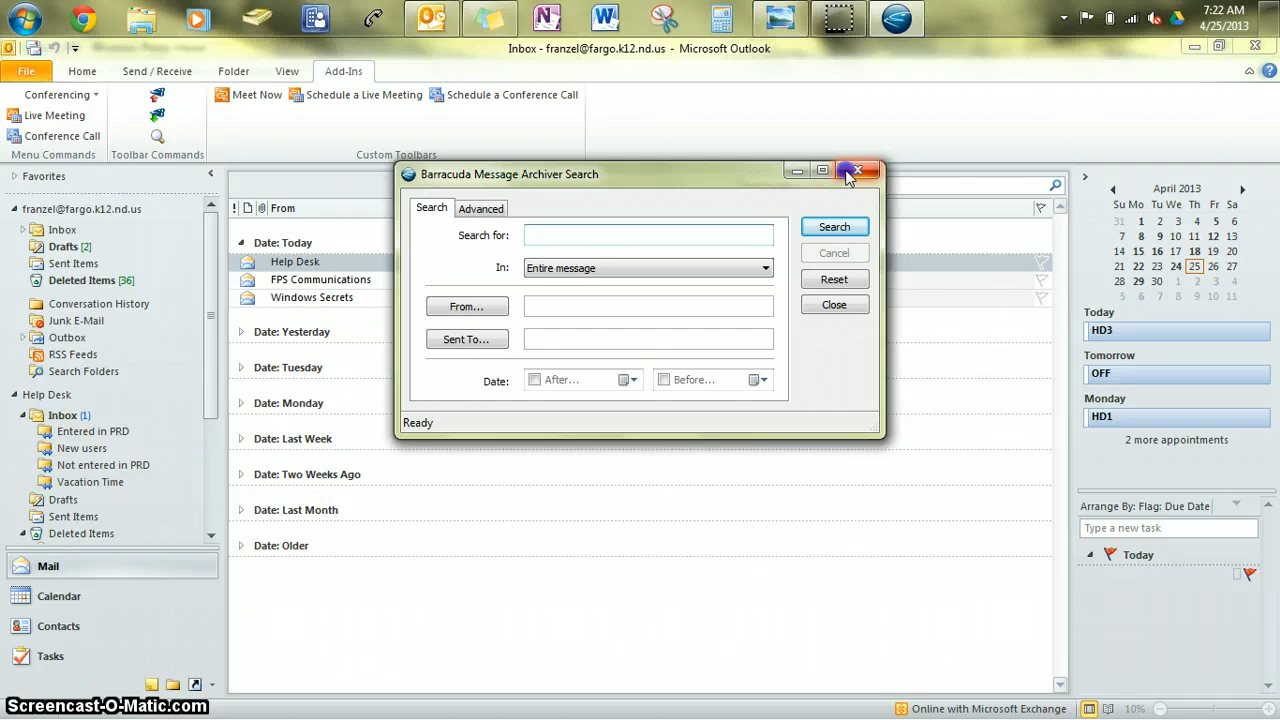 7:22 AM
4/25/2013
Inbox - franzel@fargo.k12.nd.us - Microsoft Outlook
File Home Send / Receive Folder View Add-Ins
Conferencing
Live Meeting
Conference Call
Menu Commands
Toolbar Commands
Meet Now Schedule a Live Meeting Schedule a Conference Call
Custom Toolbars
Favorites
franzel@fargo.k12.nd.us
Inbox
Drafts [2]
Sent Items
Deleted Items [36]
Conversation History
Junk E-Mail
Outbox
RSS Feeds
Search Folders
Help Desk
Inbox (1)
Entered in PRD
New users
Not entered in PRD
Vacation Time
Drafts
Sent Items
Deleted Items
Mail
Calendar
Contacts
Tasks
! From
Date: Today
Help Desk
FPS Communications
Windows Secrets
Date: Yesterday
Date: Tuesday
Date: Monday
Date: Last Week
Date: Two Weeks Ago
Date: Last Month
Date: Older
Barracuda Message Archiver Search
Search Advanced
Search for:
In: Entire message
From...
Sent To...
Date: After... Before...
Search
Cancel
Reset
Close
Ready
April 2013
Su Mo Tu We Th Fr Sa
31 1 2 3 4 5 6
7 8 9 10 11 12 13
14 15 16 17 18 19 20
21 22 23 24 25 26 27
28 29 30 1 2 3 4
5 6 7 8 9 10 11
Today
HD3
Tomorrow
OFF
Monday
HD1
2 more appointments
Arrange By: Flag: Due Date
Type a new task
Today
Online with Microsoft Exchange 10%
Screencast-O-Matic.com